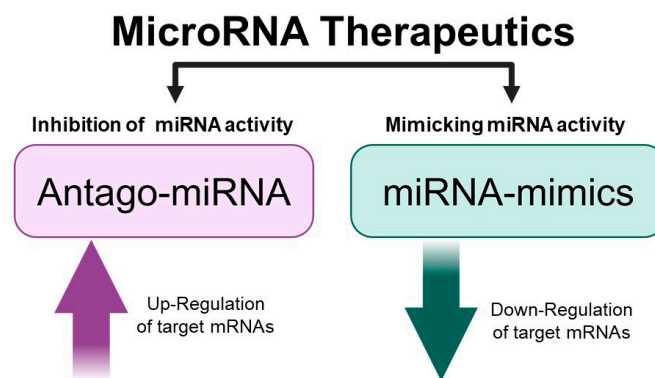 MicroRNA Therapeutics
Inhibition of miRNA activity
Antago-miRNA
Up-Regulation
of target mRNAs
Mimicking miRNA activity
miRNA-mimics
Down-Regulation
of target mRNAs